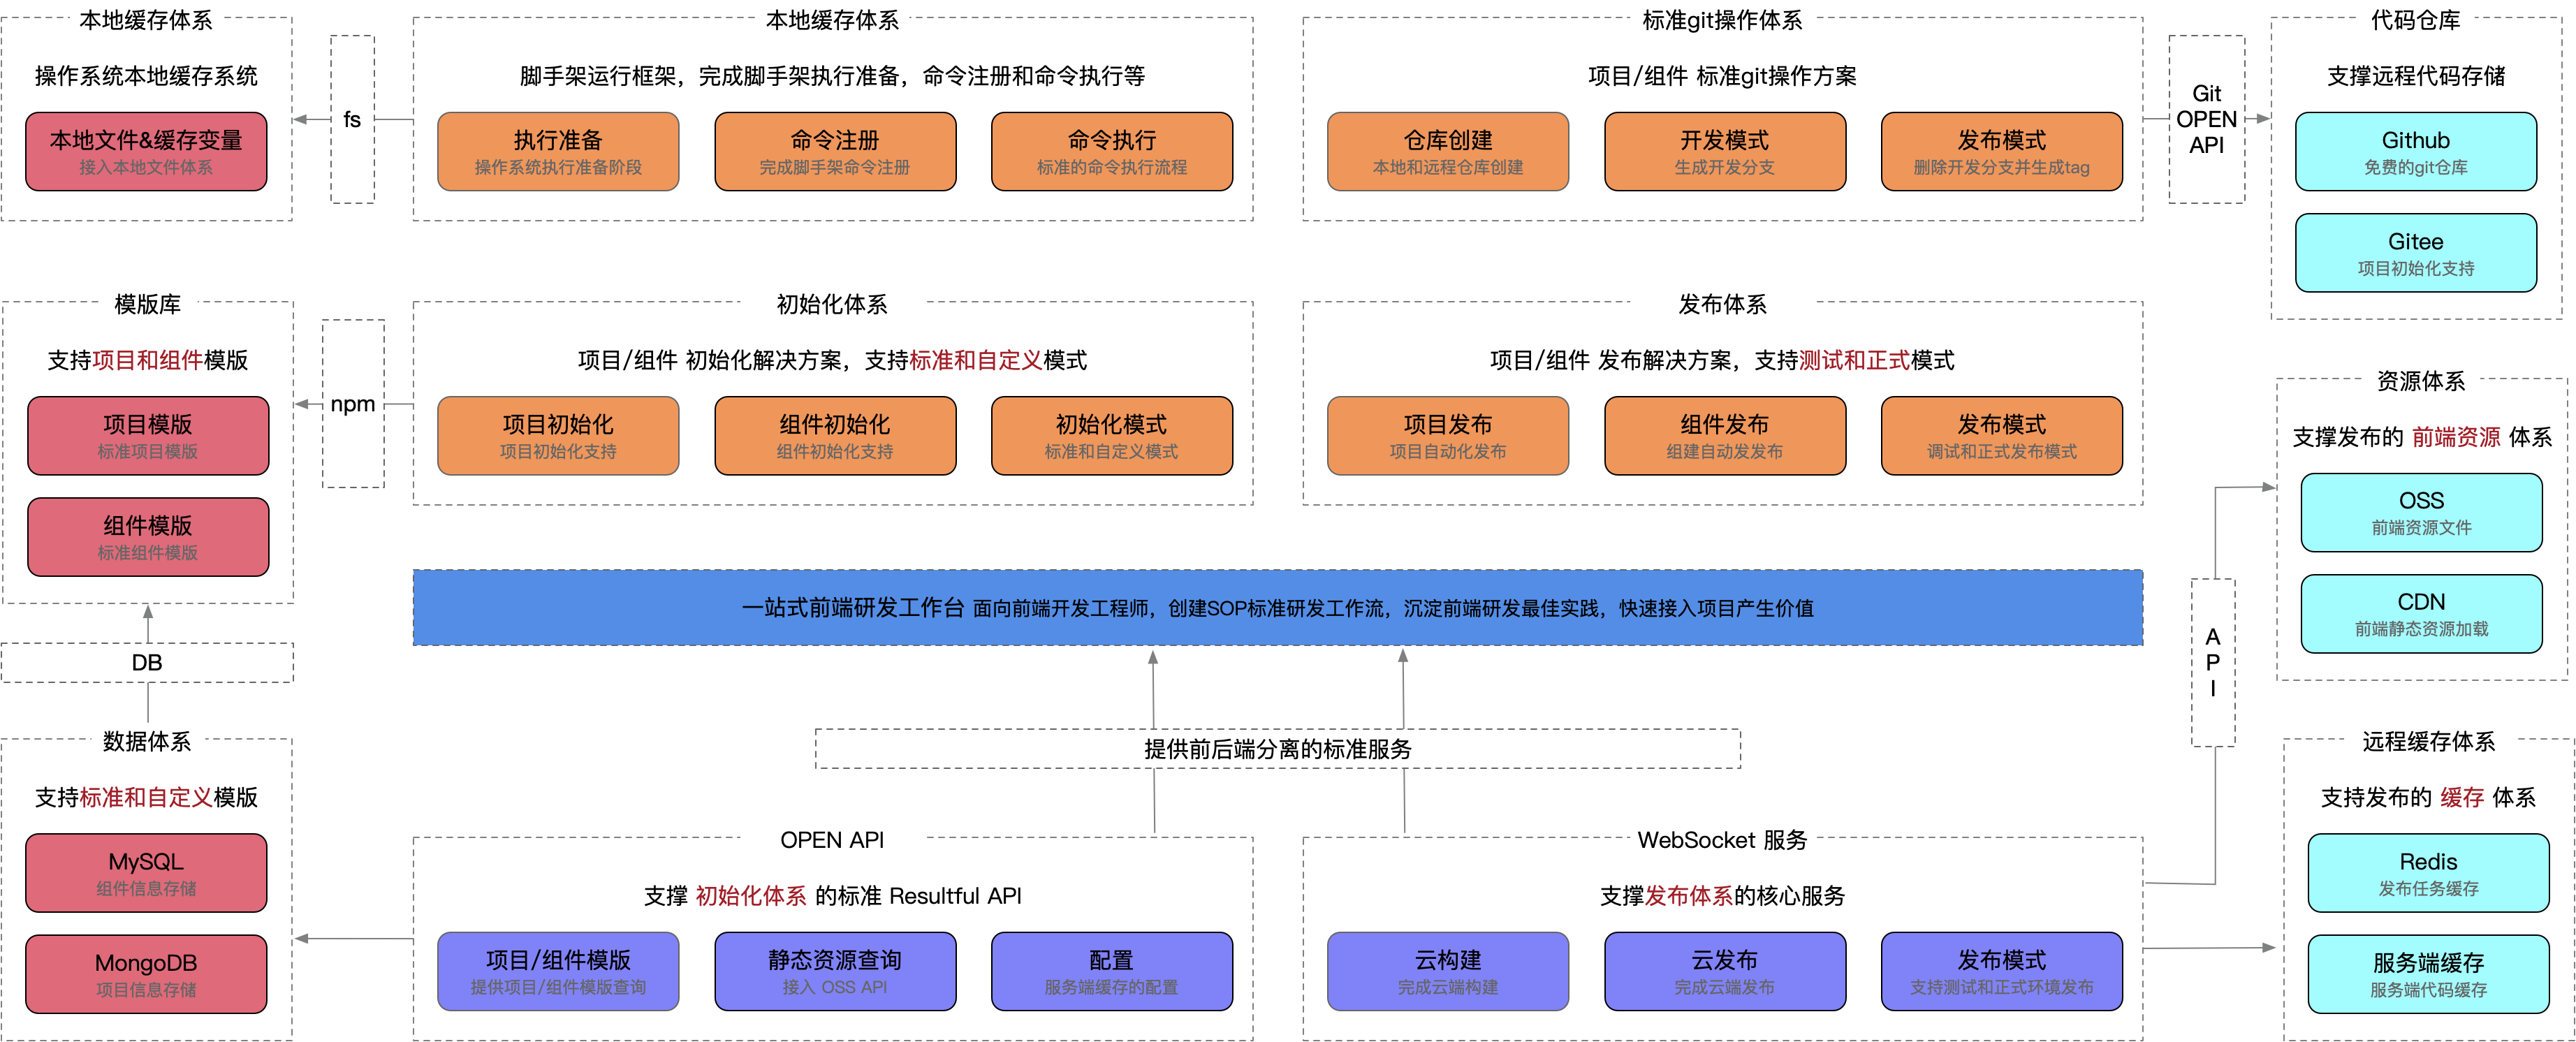 本地缓存体系
操作系统本地缓存系统
本地文件&缓存变量
接入本地文件体系
fs
本地缓存体系
脚手架运行框架，完成脚手架执行准备，命令注册和命令执行等
执行准备
操作系统执行准备阶段
命令注册
完成脚手架命令注册
命令执行
标准的命令执行流程
标准git操作体系
项目/组件 标准git操作方案
仓库创建
本地和远程仓库创建
开发模式
生成开发分支
发布模式
删除开发分支并生成tag
Git
OPEN
API
代码仓库
支撑远程代码存储
Github
免费的git仓库
Gitee
项目初始化支持
模版库
支持项目和组件模版
项目模版
标准项目模版
组件模版
标准组件模版
npm
初始化体系
项目/组件 初始化解决方案，支持标准和自定义模式
项目初始化
项目初始化支持
组件初始化
组件初始化支持
初始化模式
标准和自定义模式
发布体系
项目/组件 发布解决方案，支持测试和正式模式
项目发布
项目自动化发布
组件发布
组建自动发发布
发布模式
调试和正式发布模式
资源体系
支撑发布的 前端资源 体系
OSS
前端资源文件
CDN
前端静态资源加载
一站式前端研发工作台 面向前端开发工程师，创建SOP标准研发工作流，沉淀前端研发最佳实践，快速接入项目产生价值
DB
A
P
I
提供前后端分离的标准服务
数据体系
支持标准和自定义模版
MySQL
组件信息存储
MongoDB
项目信息存储
OPEN API
支撑 初始化体系 的标准 Resultful API
项目/组件模版
提供项目/组件模版查询
静态资源查询
接入 OSS API
配置
服务端缓存的配置
WebSocket 服务
支撑发布体系的核心服务
云构建
完成云端构建
云发布
完成云端发布
发布模式
支持测试和正式环境发布
远程缓存体系
支持发布的 缓存 体系
Redis
发布任务缓存
服务端缓存
服务端代码缓存